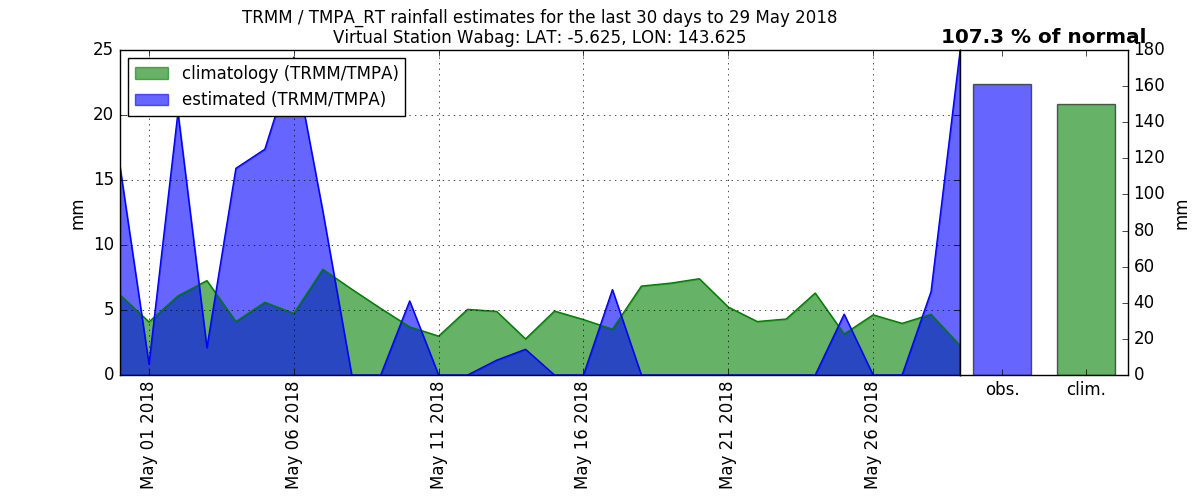 TRMM / TMPA_RT rainfall estimates for the last 30 days to 29 May 2018
Virtual Station Wabag: LAT: -5.625, LON: 143.625
107.3 % of normal
climatology (TRMM/TMPA)
estimated (TRMM/TMPA)
25
20
15
10
5
0
mm
May 01 2018
May 06 2018
May 11 2018
May 16 2018
May 21 2018
May 26 2018
180
160
140
120
100
80
60
40
20
0
mm
obs.
clim.